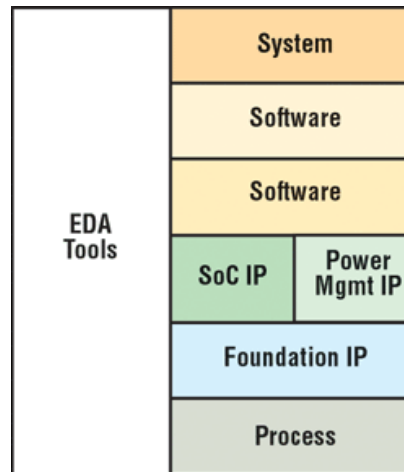 EDA
Tools
System
Software
Software
SoC IP
Power
Mgmt IP
Foundation IP
Process